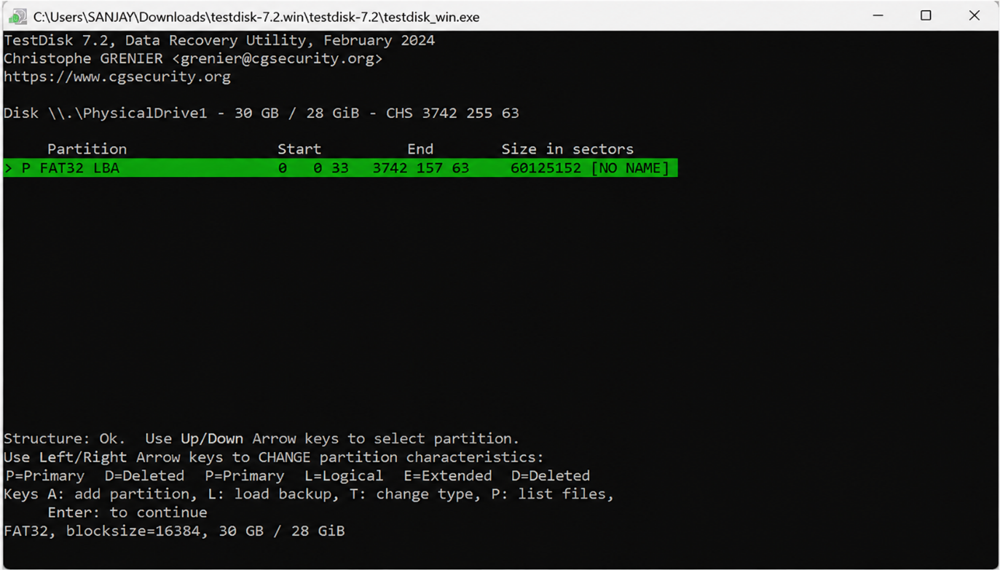 C:\Users\SANJAY\Downloads\testdisk-7.2.win\testdisk-7.2\testdisk_win.exe
TestDisk 7.2, Data Recovery Utility, February 2024
Christophe GRENIER <grenier@cgsecurity.org>
https://www.cgsecurity.org
Disk \\.\PhysicalDrive1 - 30 GB / 28 GiB - CHS 3742 255 63
Partition Start End Size in sectors
> P FAT32 LBA 0 0 33 3742 157 63 60125152 [NO NAME]
Structure: Ok. Use Up/Down Arrow keys to select partition.
Use Left/Right Arrow keys to CHANGE partition characteristics:
P=Primary D=Deleted P=Primary L=Logical E=Extended D=Deleted
Keys A: add partition, L: load backup, T: change type, P: list files,
Enter: to continue
FAT32, blocksize=16384, 30 GB / 28 GiB